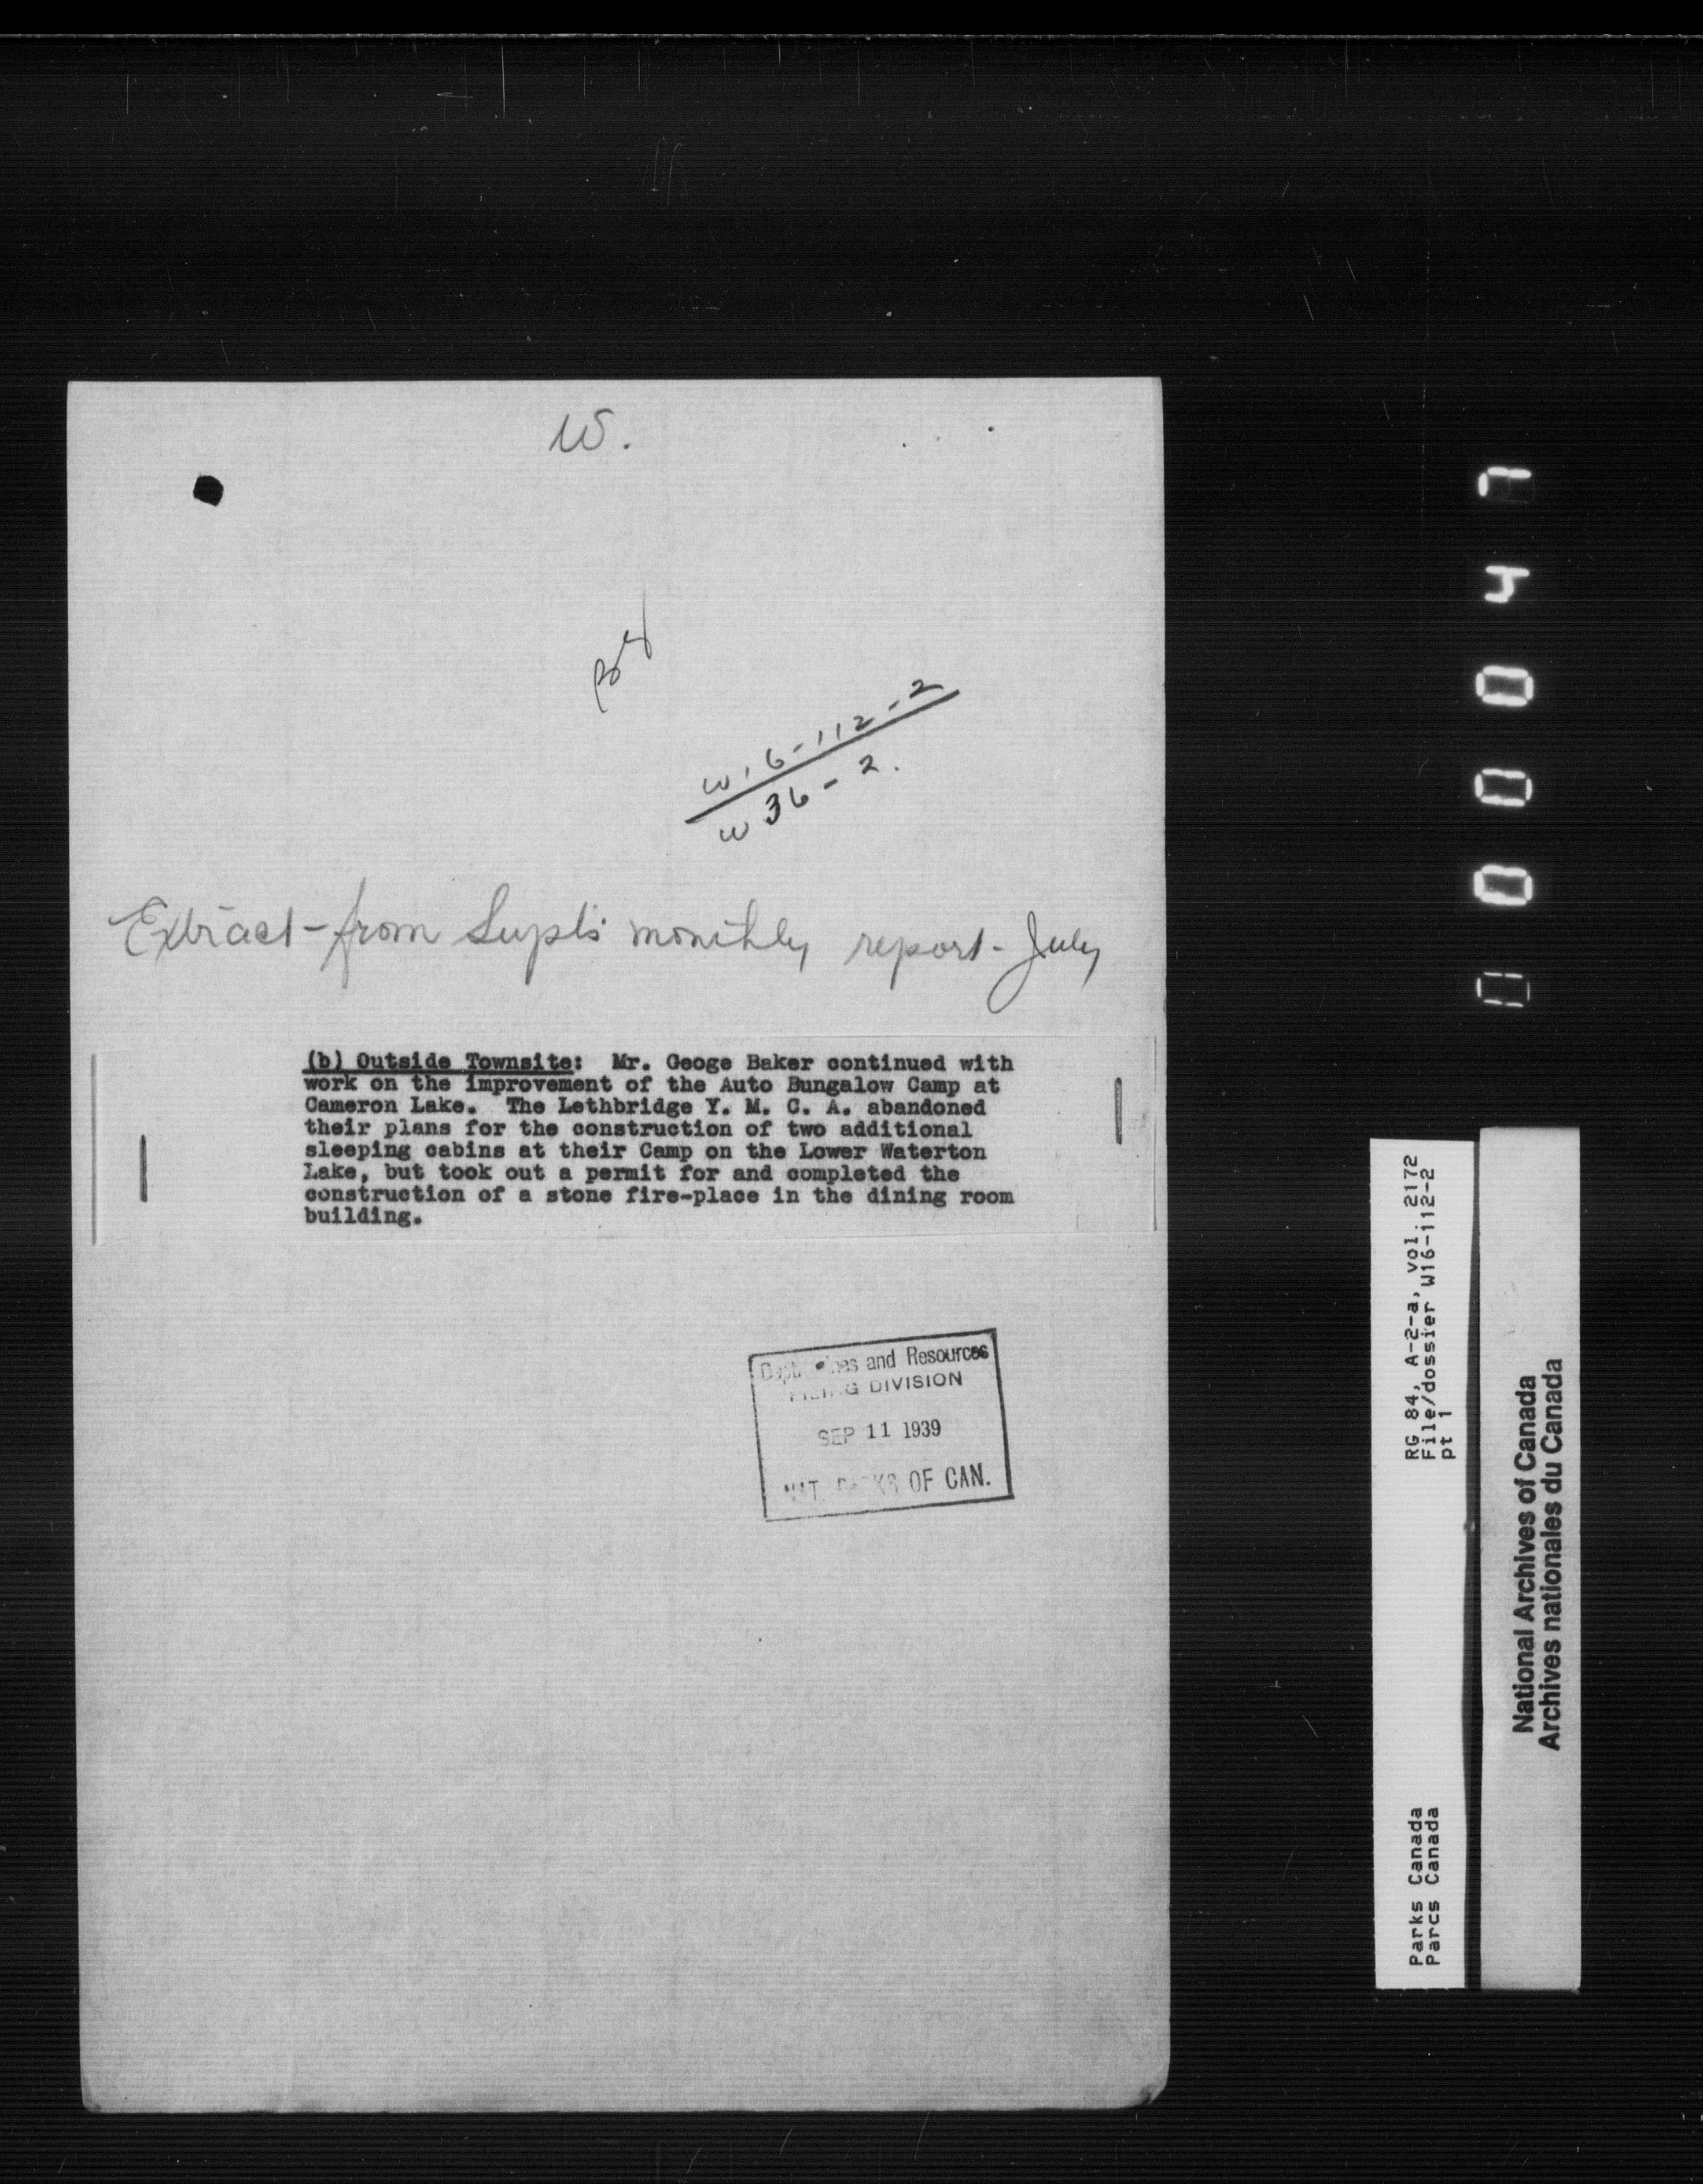 W.
W16-112-2
W36-2.
Extract-from Supt's monthly report-July
(b) Outside Townsite: Mr. Geoge Baker continued with
work on the improvement of the Auto Bungalow Camp at
Cameron Lake. The Lethbridge Y. M. C. A. abandoned
their plans for the construction of two additional
sleeping cabins at their Camp on the Lower Waterton
Lake, but took out a permit for and completed the
construction of a stone fire-place in the dining room
building.
Dept. Mines and Resources
FILING DIVISION
SEP 11 1939
NAT. PARKS OF CAN.
RG 84, A-2-a, vol. 2172
File/dossier W16-112-2
pt 1
Parks Canada
Parcs Canada
National Archives of Canada
Archives nationales du Canada